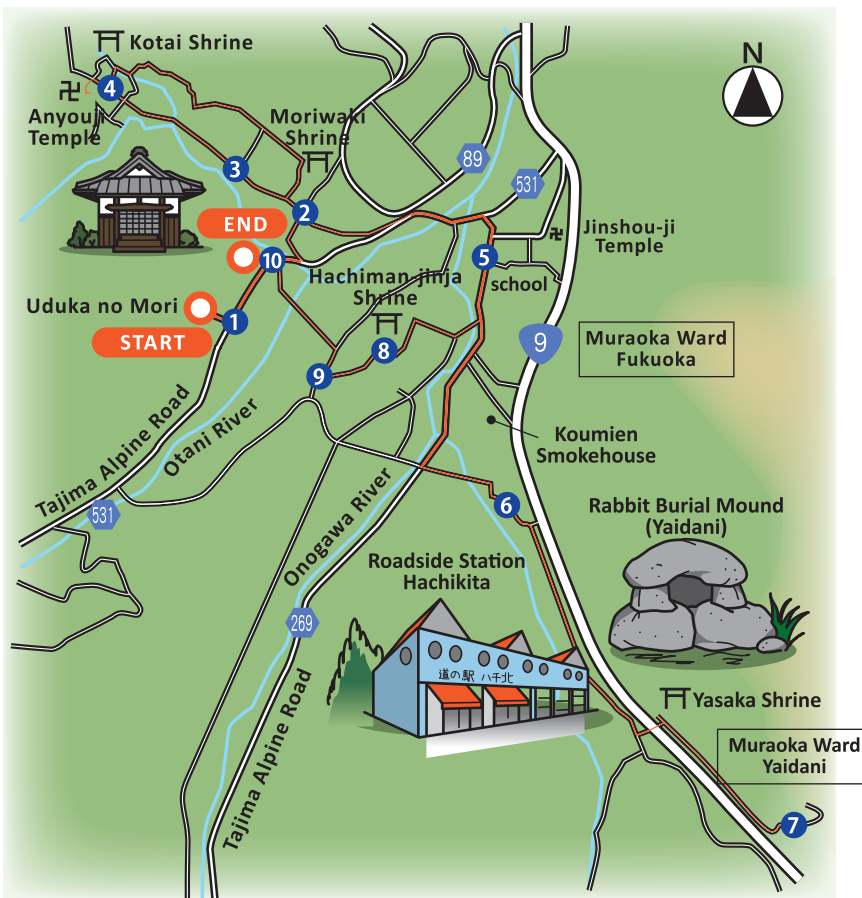 Kotai Shrine
N
4
Anyouji
Temple
Moriwaki
Shrine
3
89
531
2
END
10
5
Jinshou-ji
Temple
school
Hachiman-jinja
Shrine
Uduka no Mori
1
START
8
9
9
Muraoka Ward
Fukuoka
Tajima Alpine Road
Otani River
Koumien
Smokehouse
531
6
Onogawa River
Rabbit Burial Mound
(Yaidani)
Roadside Station
Hachikita
269
道の駅 ハチ北
Yasaka Shrine
Tajima Alpine Road
Muraoka Ward
Yaidani
7